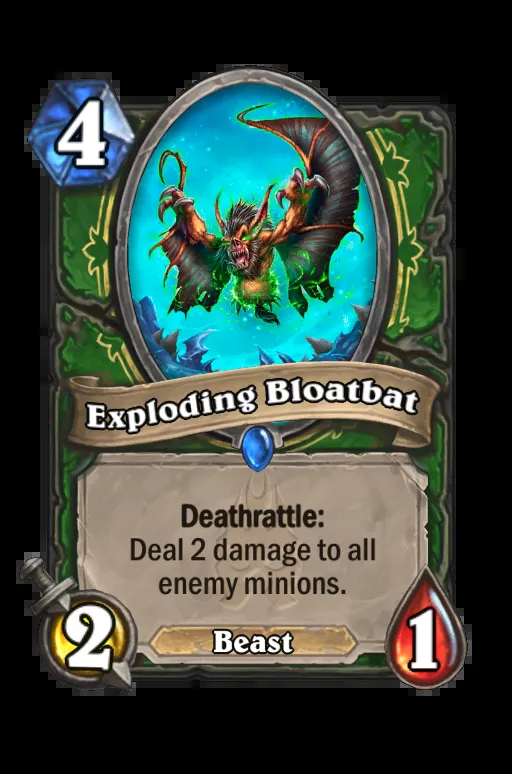 4
Exploding Bloatbat
Deathrattle:
Deal 2 damage to all
enemy minions.
2
Beast
1